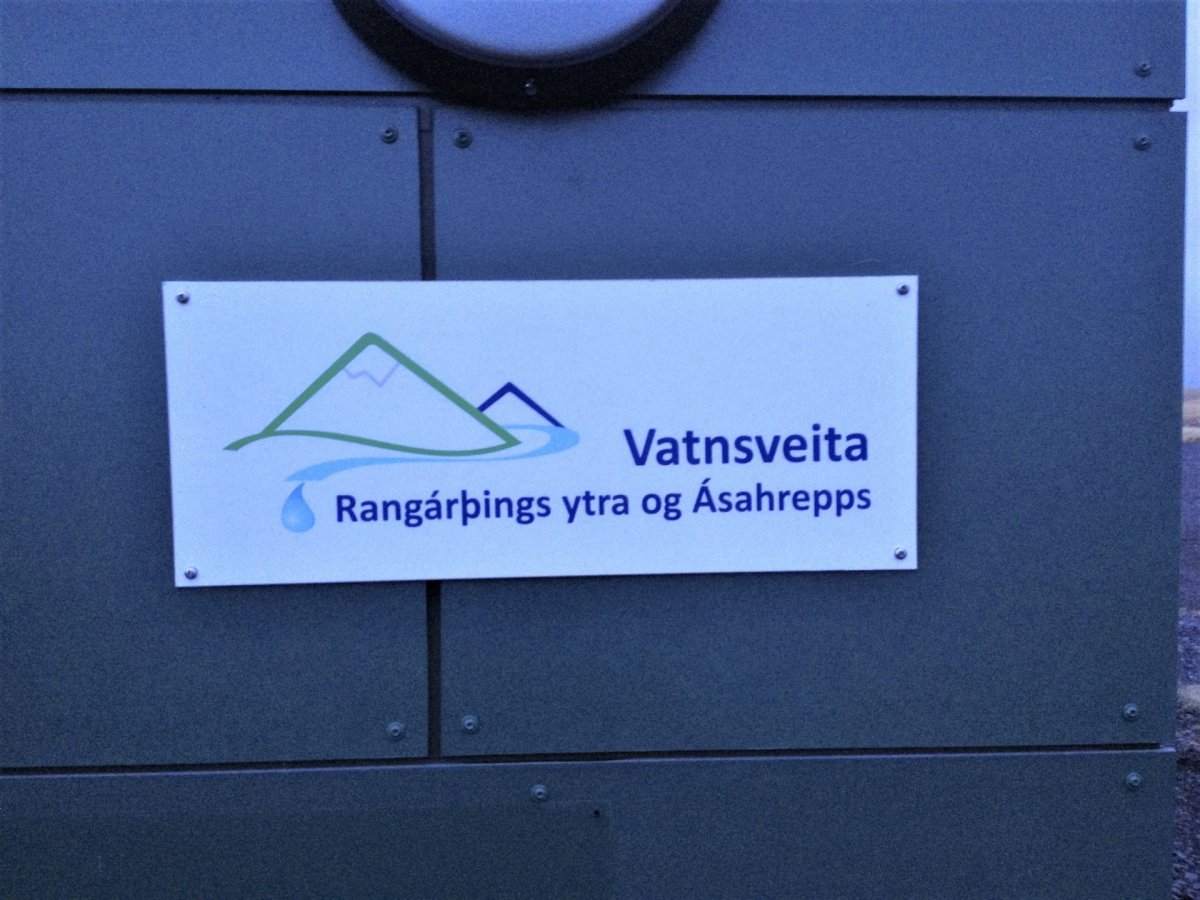 Vatnsveita
Rangárþings ytra og Ásahrepps